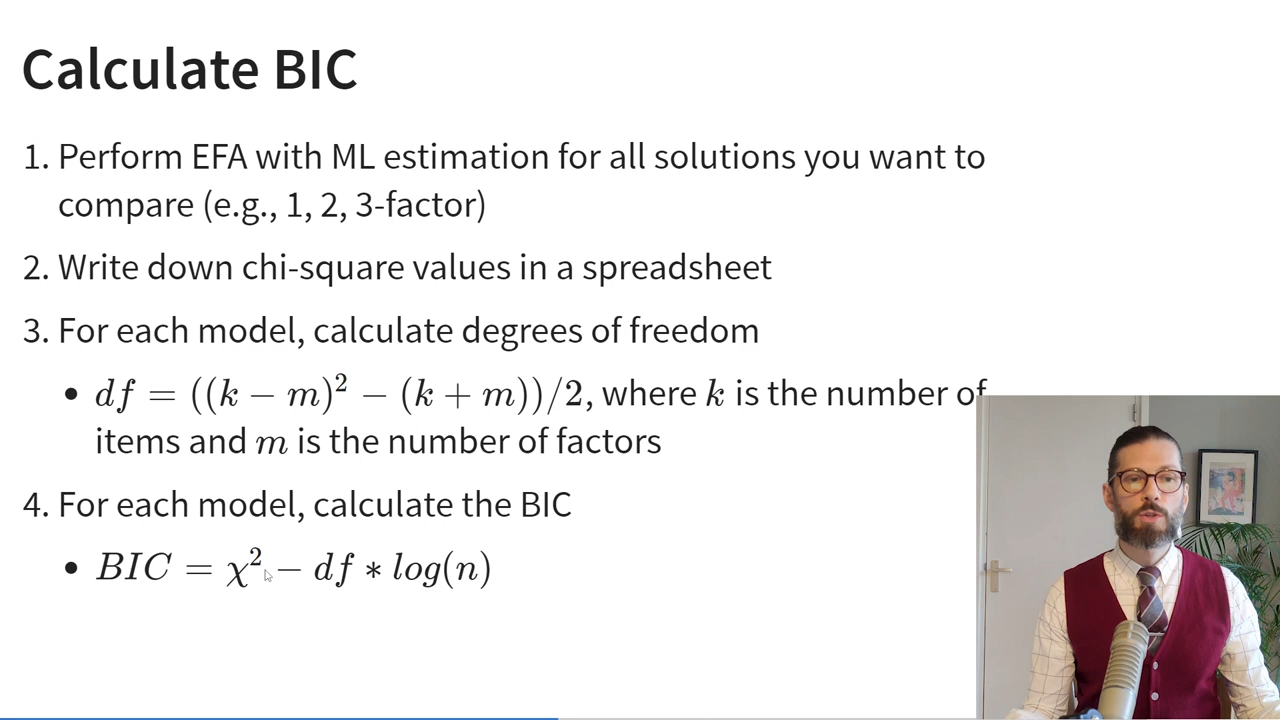 Calculate BIC
1. Perform EFA with ML estimation for all solutions you want to
compare (e.g., 1, 2, 3-factor)
2. Write down chi-square values in a spreadsheet
3. For each model, calculate degrees of freedom
• df = ((k − m)² − (k + m))/2, where k is the number of
items and m is the number of factors
4. For each model, calculate the BIC
• BIC = χ² − df ∗ log(n)